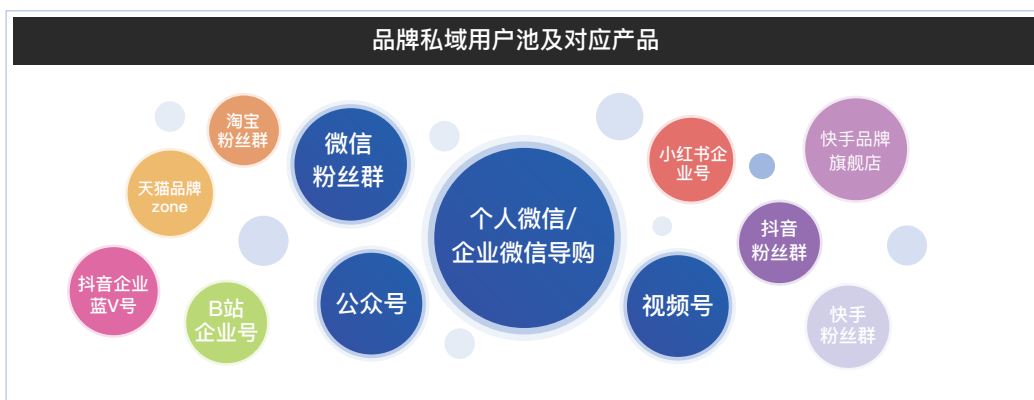 品牌私域用户池及对应产品
淘宝
粉丝群
微信
粉丝群
天猫品牌
zone
抖音企业
蓝V号
B站
企业号
公众号
个人微信/
企业微信导购
小红书企
业号
快手品牌
旗舰店
抖音
粉丝群
视频号
快手
粉丝群